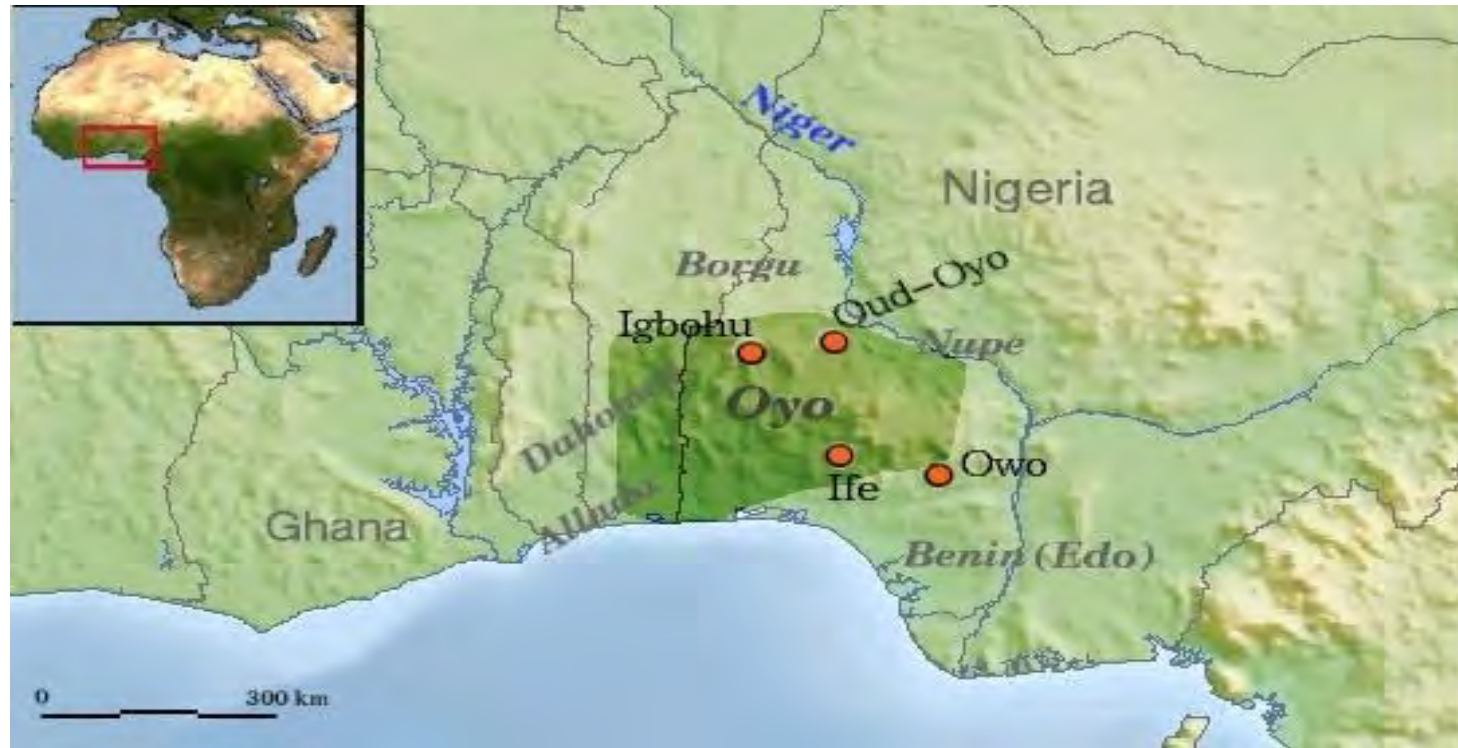 Niger
Nigeria
Borgu
Oud-Oyo
Igbohu
Nupe
Oyo
Owo
Ife
Ghana
Benin (Edo)
0 300 km